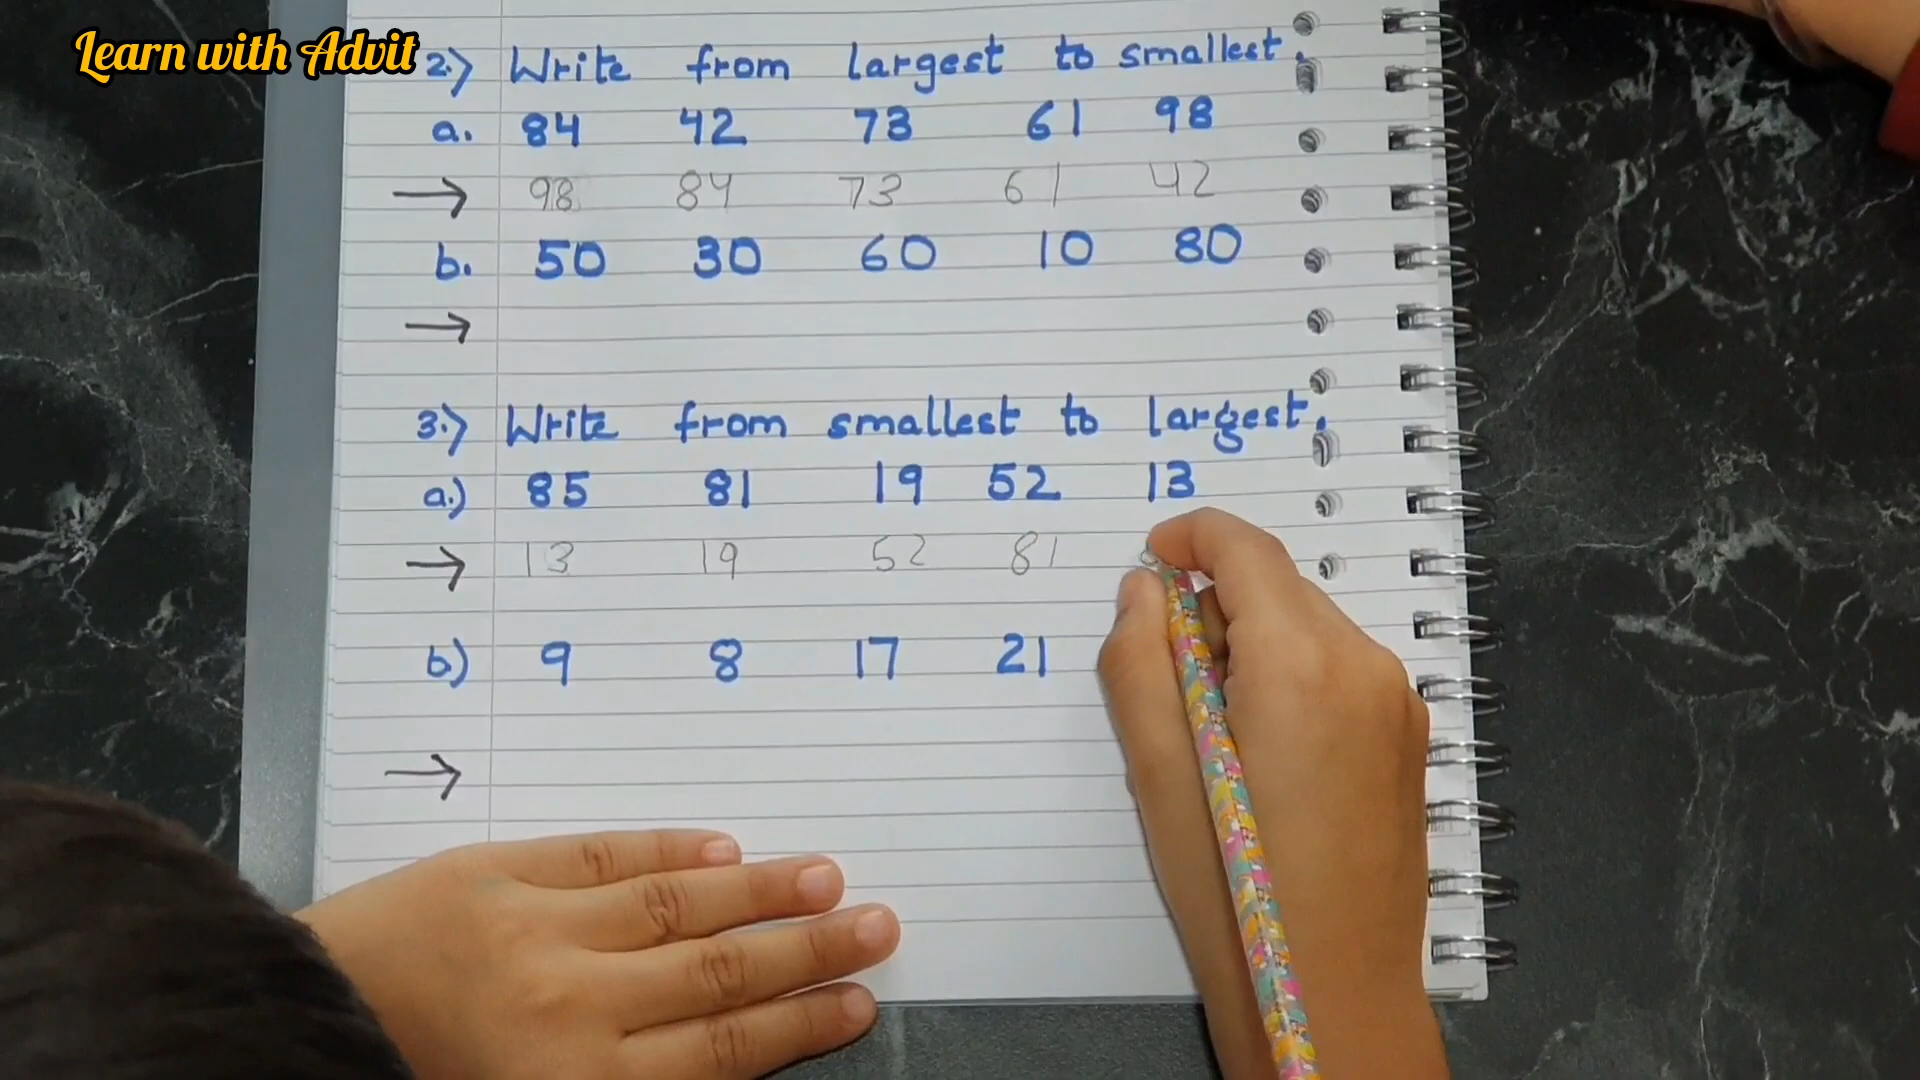 Learn with Advit
2.) Write from largest to smallest.
a. 84 42 73 61 98
→ 98 84 73 61 42
b. 50 30 60 10 80
→
3.) Write from smallest to largest.
a.) 85 81 19 52 13
→ 13 19 52 81
b.) 9 8 17 21
→